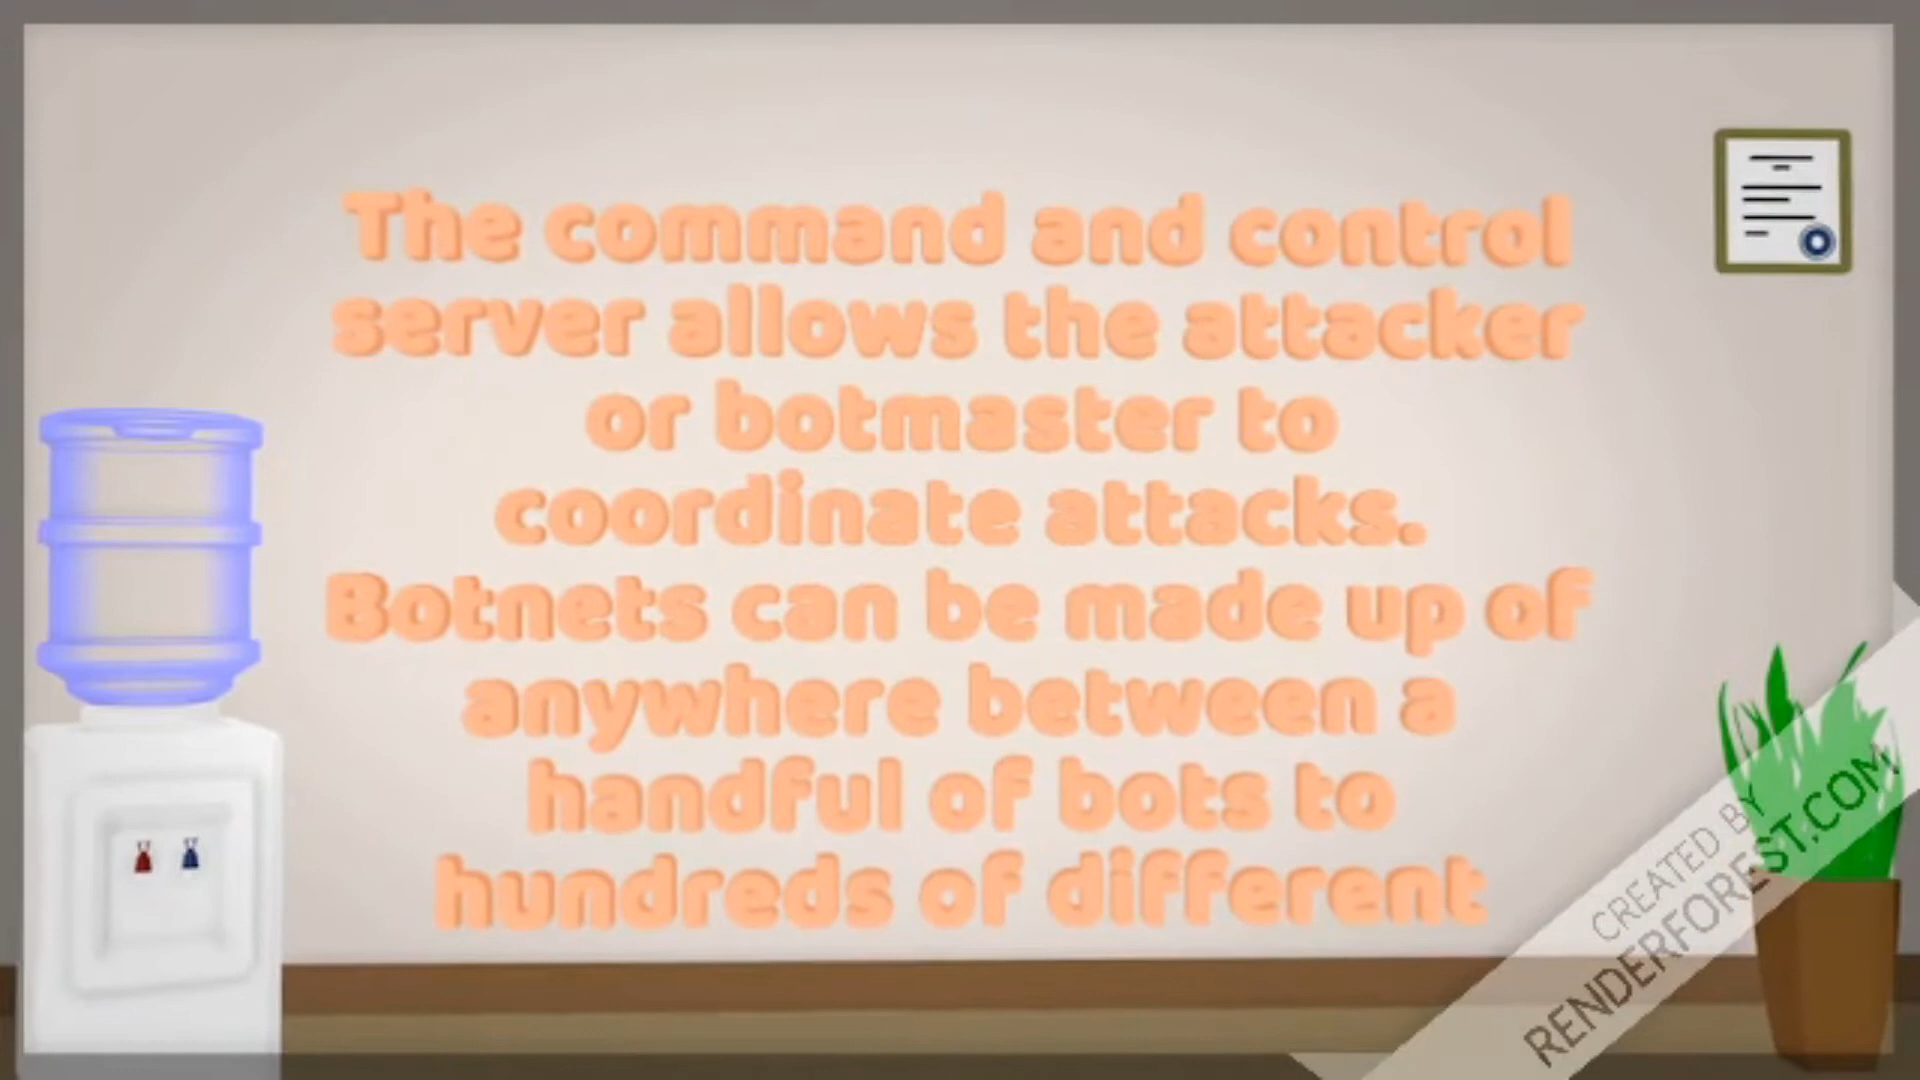 The command and control
server allows the attacker
or botmaster to
coordinate attacks.
Botnets can be made up of
anywhere between a
handful of bots to
hundreds of different
CREATED BY
RENDERFOREST.COM